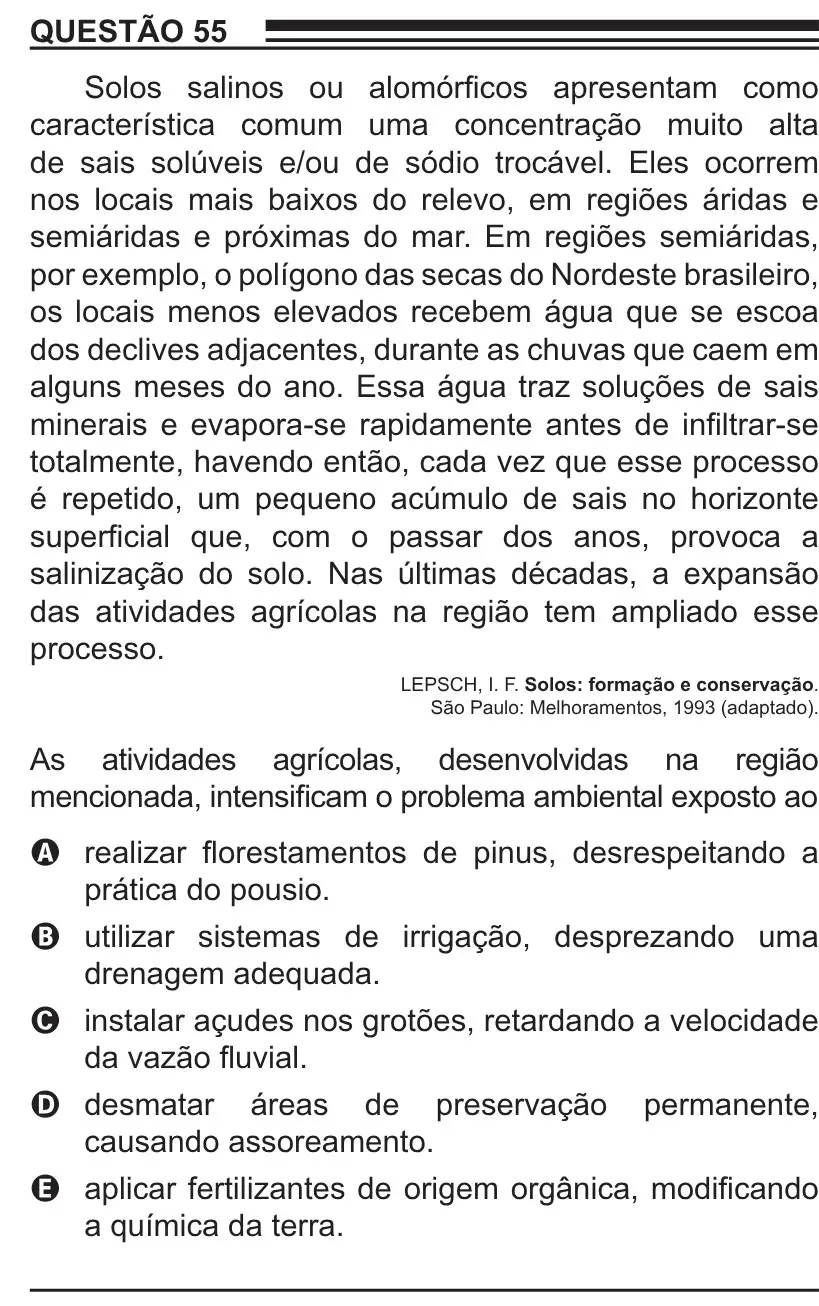 QUESTÃO 55
Solos salinos ou alomórficos apresentam como
característica comum uma concentração muito alta
de sais solúveis e/ou de sódio trocável. Eles ocorrem
nos locais mais baixos do relevo, em regiões áridas e
semiáridas e próximas do mar. Em regiões semiáridas,
por exemplo, o polígono das secas do Nordeste brasileiro,
os locais menos elevados recebem água que se escoa
dos declives adjacentes, durante as chuvas que caem em
alguns meses do ano. Essa água traz soluções de sais
minerais e evapora-se rapidamente antes de infiltrar-se
totalmente, havendo então, cada vez que esse processo
é repetido, um pequeno acúmulo de sais no horizonte
superficial que, com o passar dos anos, provoca a
salinização do solo. Nas últimas décadas, a expansão
das atividades agrícolas na região tem ampliado esse
processo.
LEPSCH, I. F. Solos: formação e conservação.
São Paulo: Melhoramentos, 1993 (adaptado).
As atividades agrícolas, desenvolvidas na região
mencionada, intensificam o problema ambiental exposto ao
A realizar florestamentos de pinus, desrespeitando a
prática do pousio.
B utilizar sistemas de irrigação, desprezando uma
drenagem adequada.
C instalar açudes nos grotões, retardando a velocidade
da vazão fluvial.
D desmatar áreas de preservação permanente,
causando assoreamento.
E aplicar fertilizantes de origem orgânica, modificando
a química da terra.